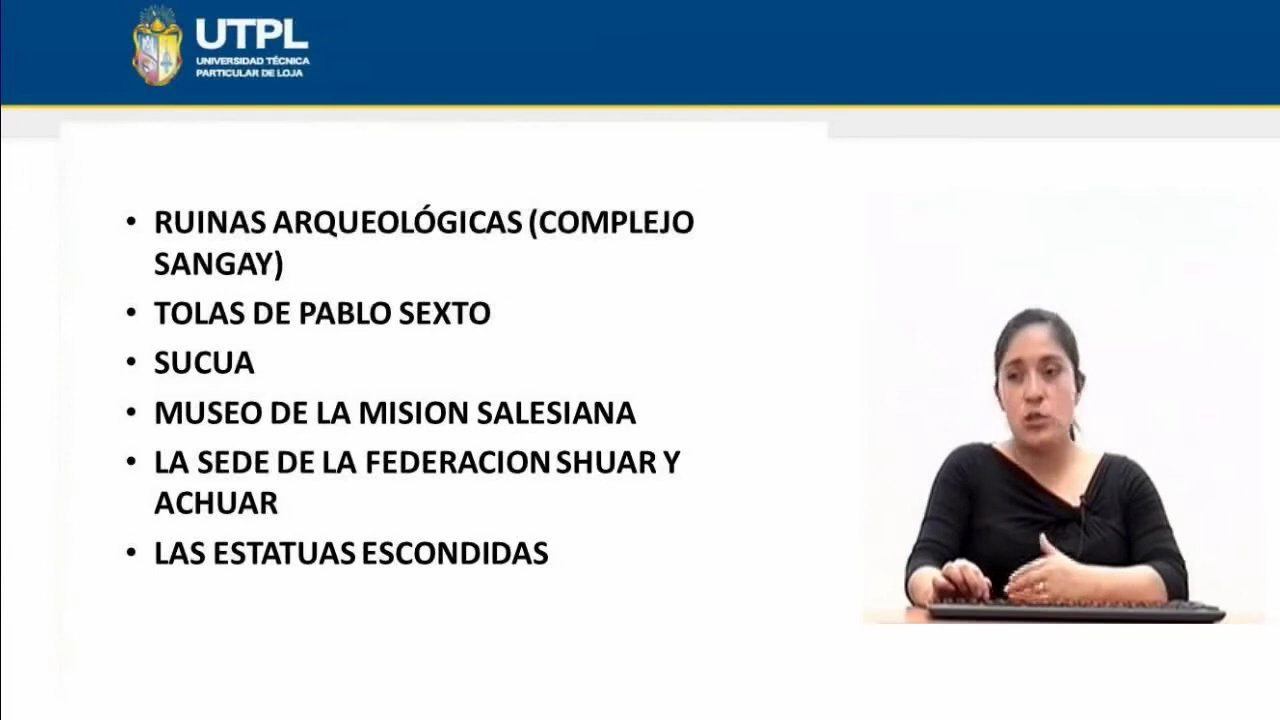 UTPL
UNIVERSIDAD TÉCNICA
PARTICULAR DE LOJA
• RUINAS ARQUEOLÓGICAS (COMPLEJO
SANGAY)
• TOLAS DE PABLO SEXTO
• SUCUA
• MUSEO DE LA MISION SALESIANA
• LA SEDE DE LA FEDERACION SHUAR Y
ACHUAR
• LAS ESTATUAS ESCONDIDAS